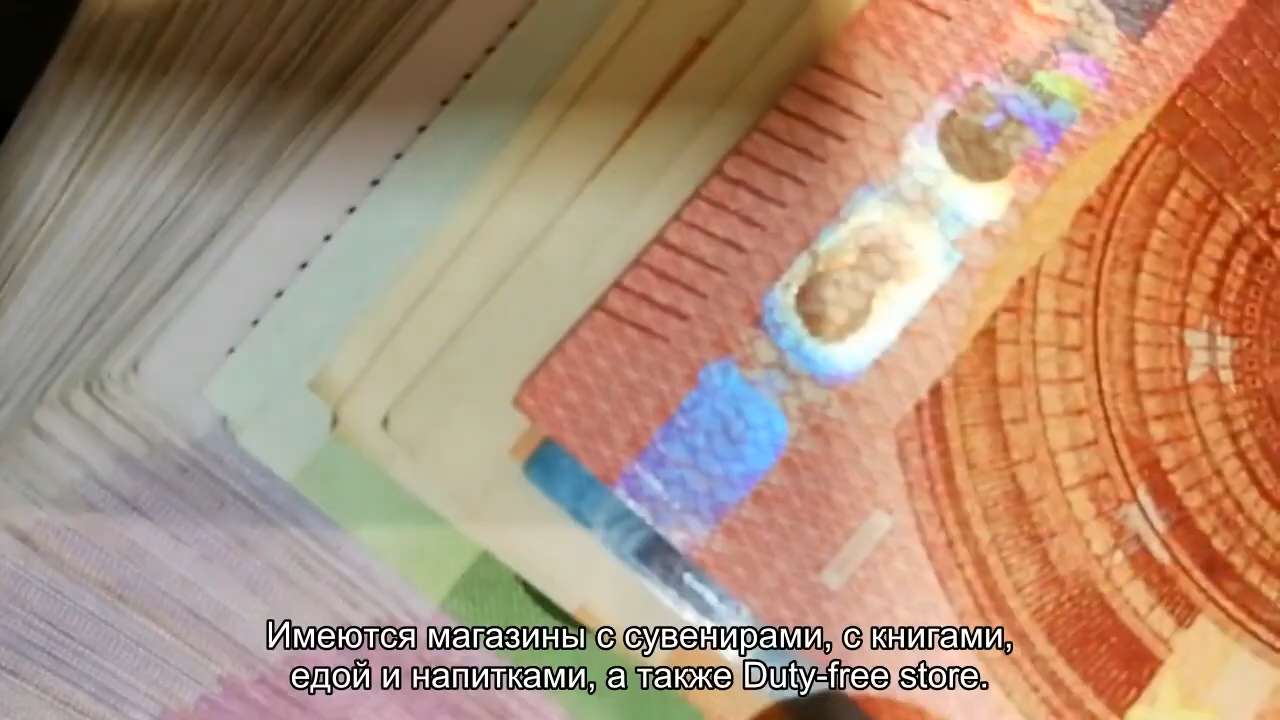 Имеются магазины с сувенирами, с книгами,
едой и напитками, а также Duty-free store.